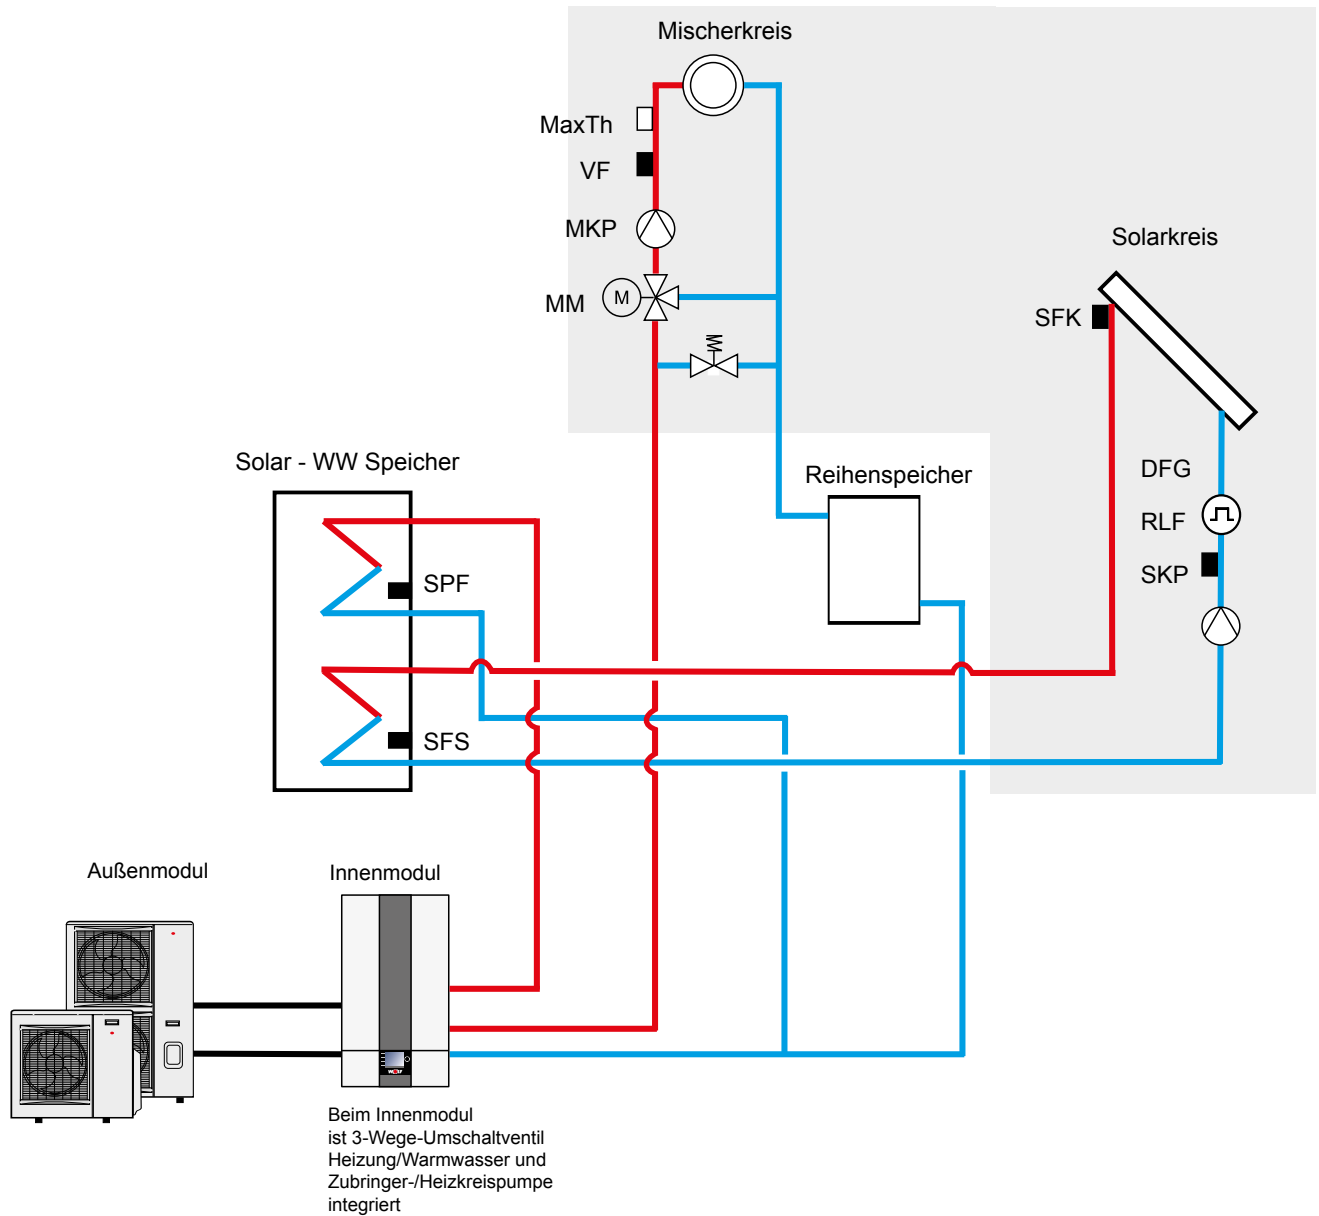 Mischerkreis
MaxTh
VF
MKP
MM
M
Solarkreis
SFK
DFG
RLF
SKP
Solar - WW Speicher
SPF
SFS
Reihenspeicher
Außenmodul
Innenmodul
WOLF
Beim Innenmodul
ist 3-Wege-Umschaltventil
Heizung/Warmwasser und
Zubringer-/Heizkreispumpe
integriert